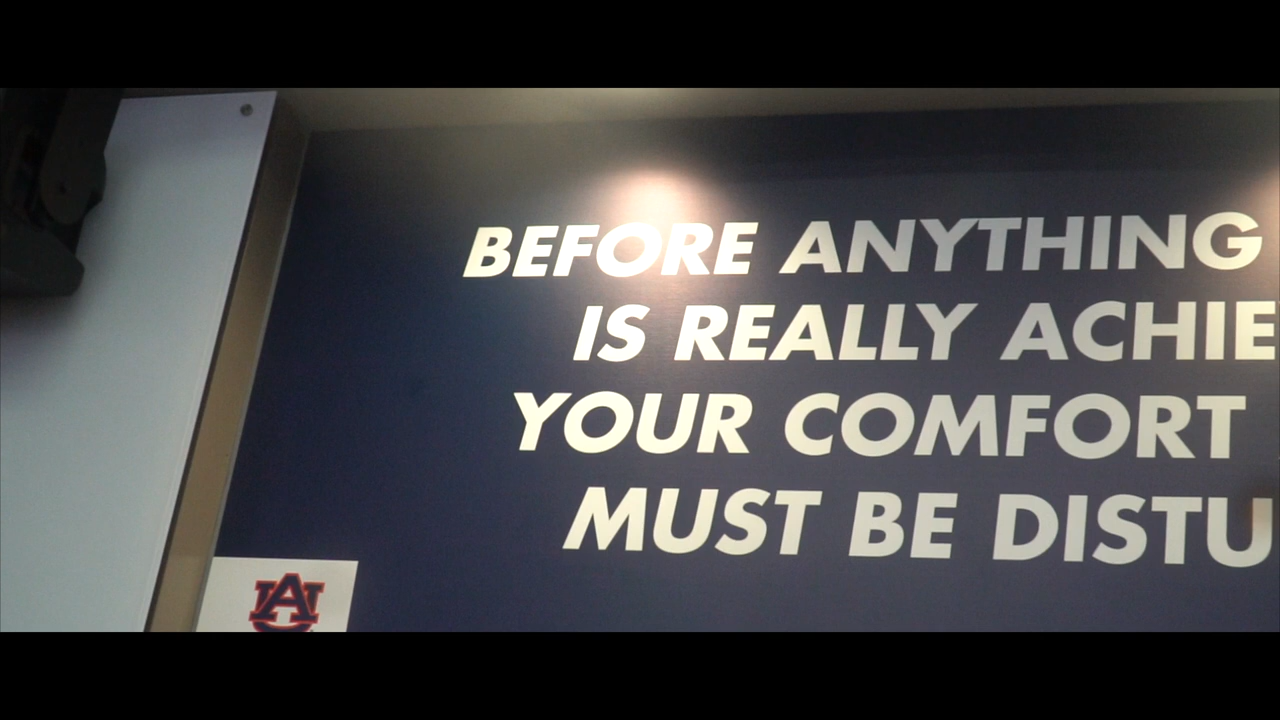 BEFORE ANYTHING
IS REALLY ACHIE
YOUR COMFORT
MUST BE DISTU
AU